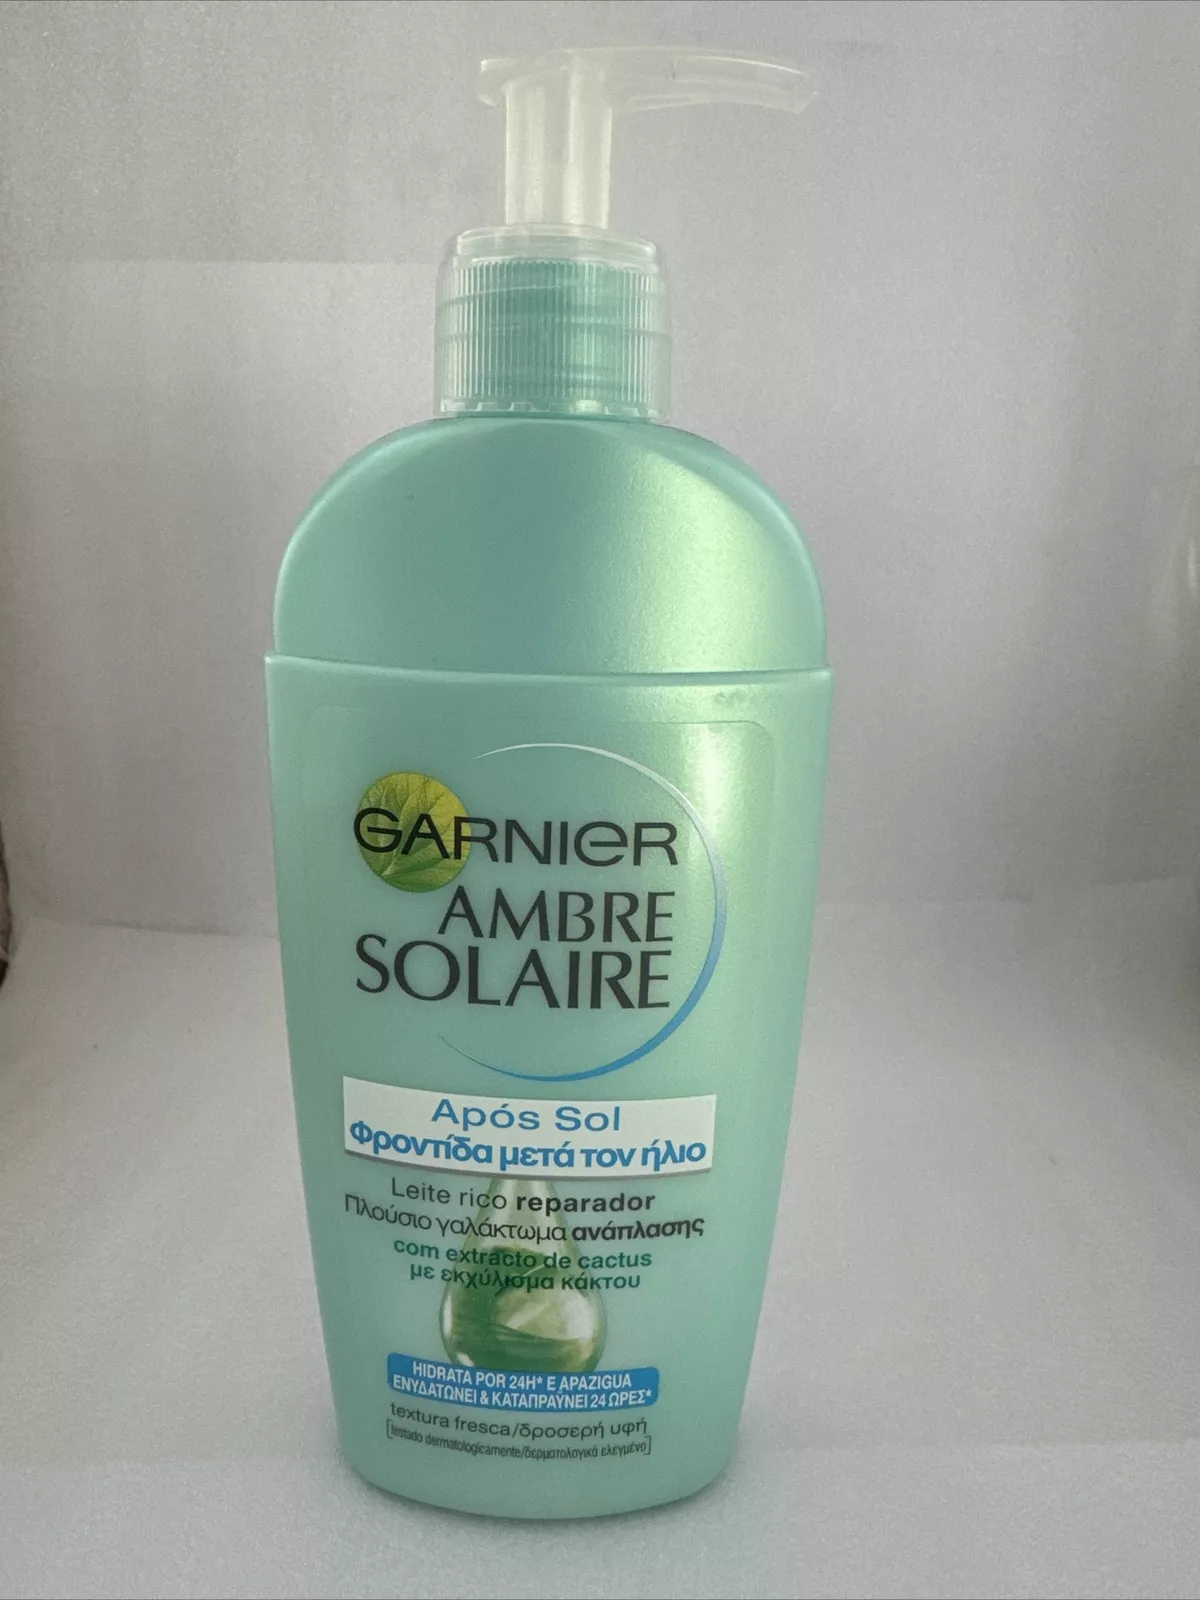 GARNIER
AMBRE
SOLAIRE
Após Sol
Φροντίδα μετά τον ήλιο
Leite rico reparador
Πλούσιο γαλάκτωμα ανάπλασης
com extracto de cactus
με εκχύλισμα κάκτου
HIDRATA POR 24H* E APAZIGUA
ΕΝΥΔΑΤΩΝΕΙ & ΚΑΤΑΠΡΑΫΝΕΙ 24 ΩΡΕΣ*
textura fresca/δροσερή υφή
[testado dermatologicamente/δερματολογικά ελεγμένο]